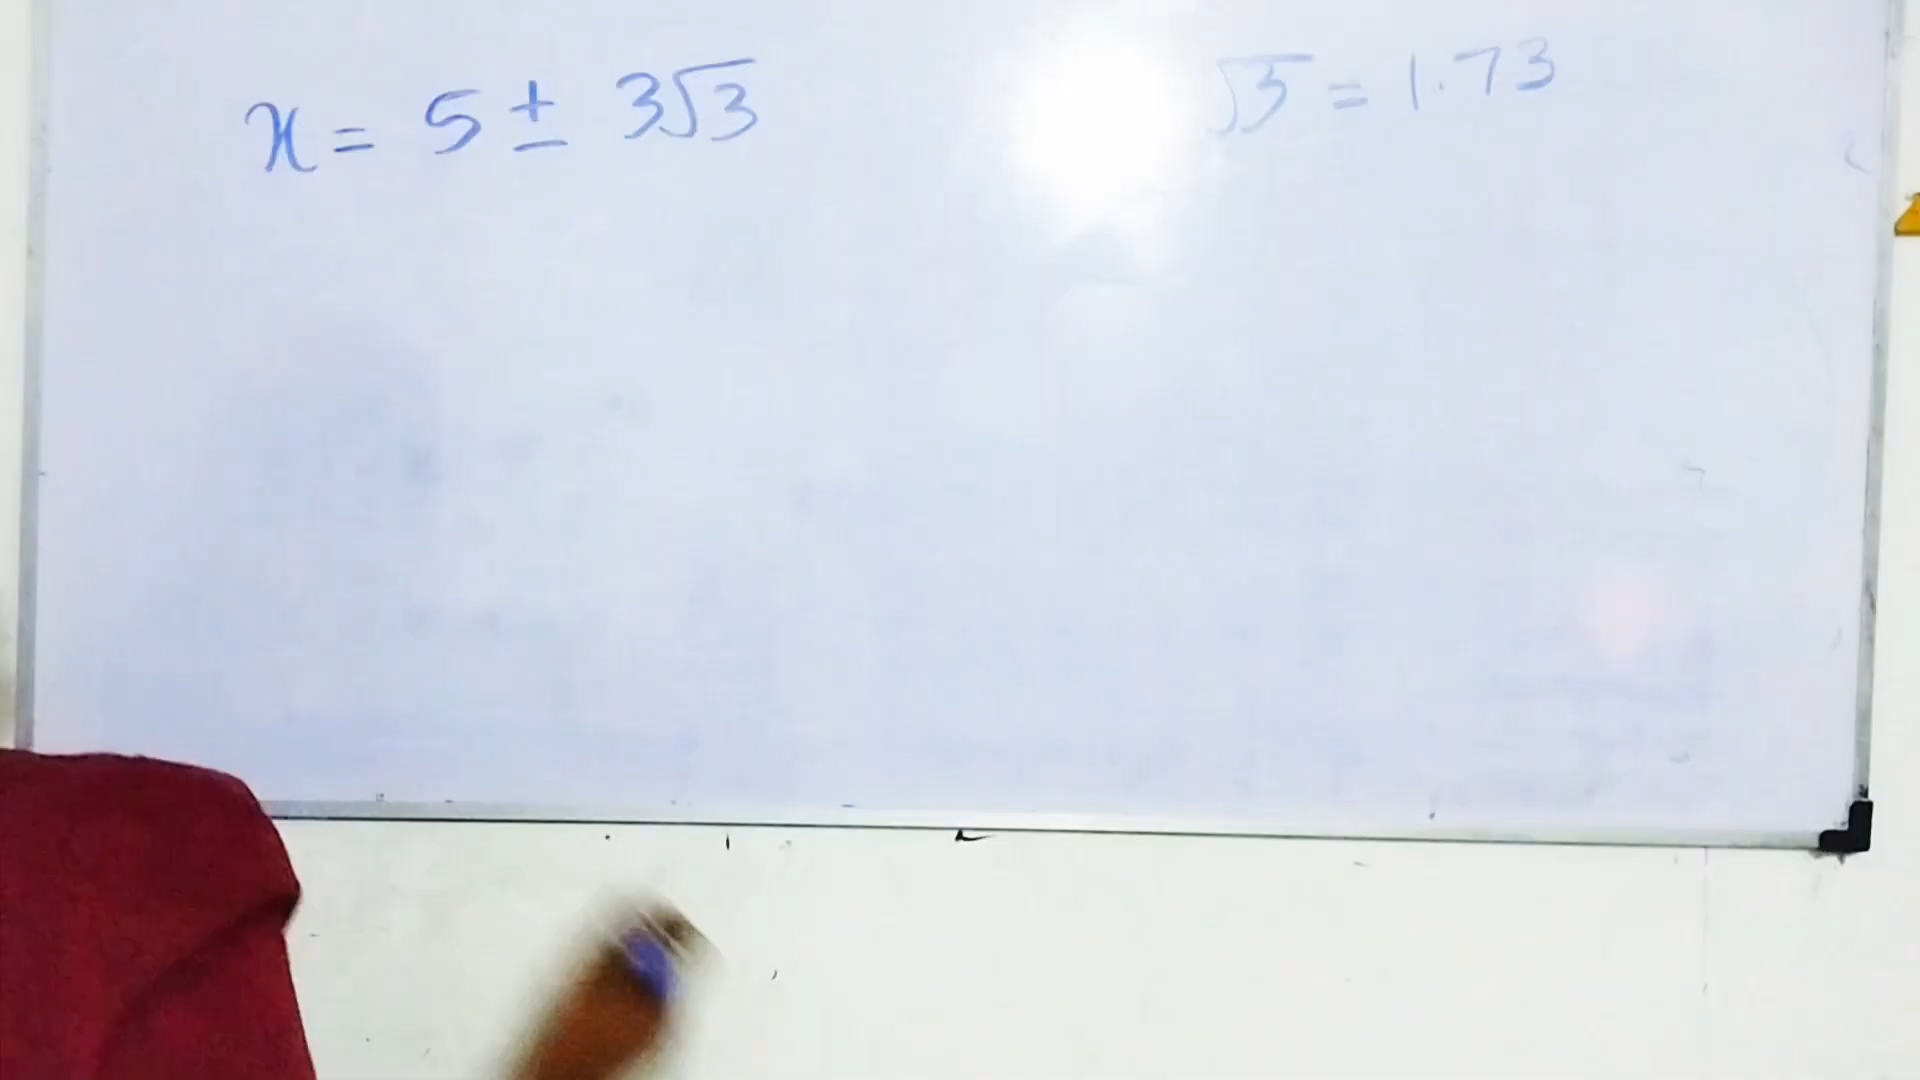 x = 5 ± 3√3
√3 = 1.73